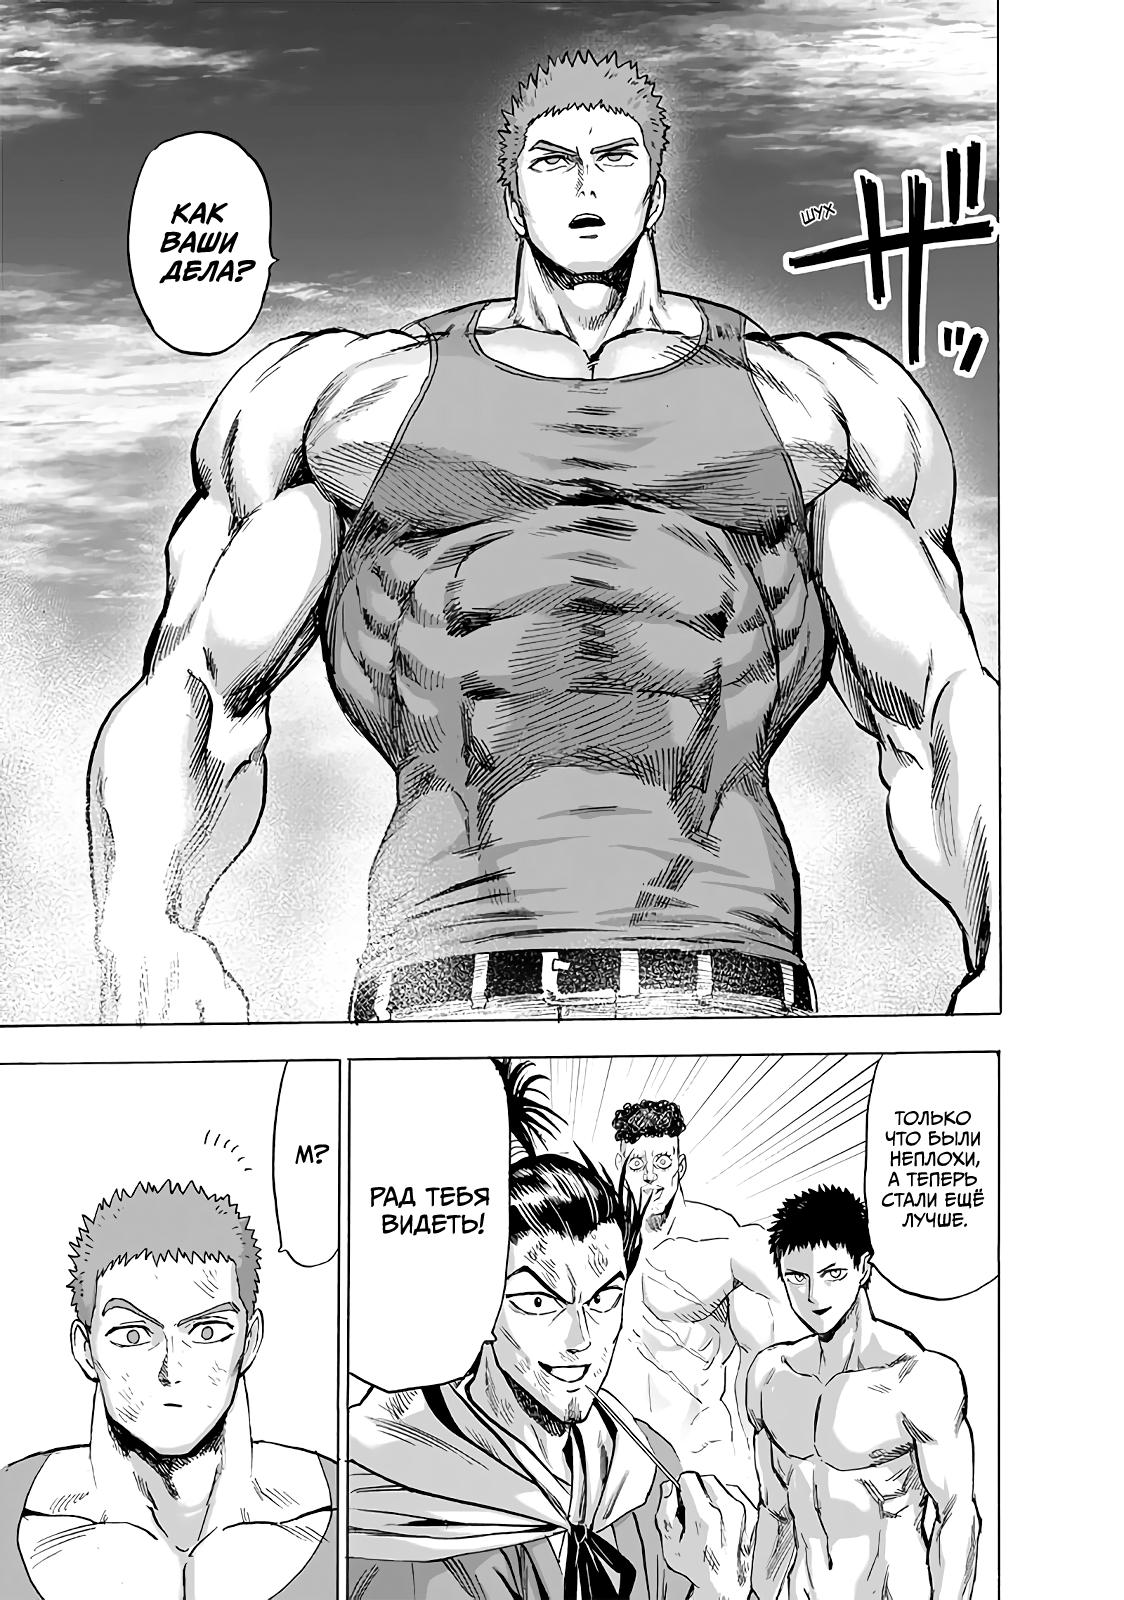 КАК
ВАШИ
ДЕЛА?
ШУХ
ザッ
ТОЛЬКО
ЧТО БЫЛИ
НЕПЛОХИ,
А ТЕПЕРЬ
СТАЛИ ЕЩЁ
ЛУЧШЕ.
РАД ТЕБЯ
ВИДЕТЬ!
М?